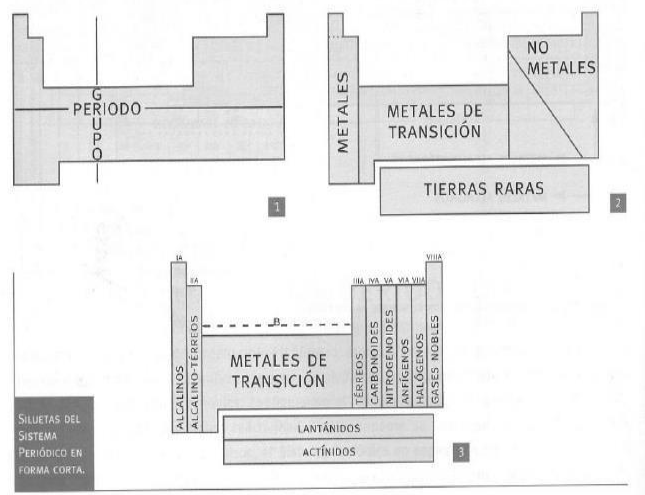 GRUPO
PERIODO
1
METALES
METALES DE
TRANSICIÓN
NO
METALES
TIERRAS RARAS
2
IA
IIA
B
IIIA IVA VA VIA VIIA
VIIIA
ALCALINOS
ALCALINO-TÉRREOS
METALES DE
TRANSICIÓN
TÉRREOS
CARBONOIDES
NITROGENOIDES
ANFÍGENOS
HALÓGENOS
GASES NOBLES
LANTÁNIDOS
ACTÍNIDOS
3
SILUETAS DEL
SISTEMA
PERIÓDICO EN
FORMA CORTA.